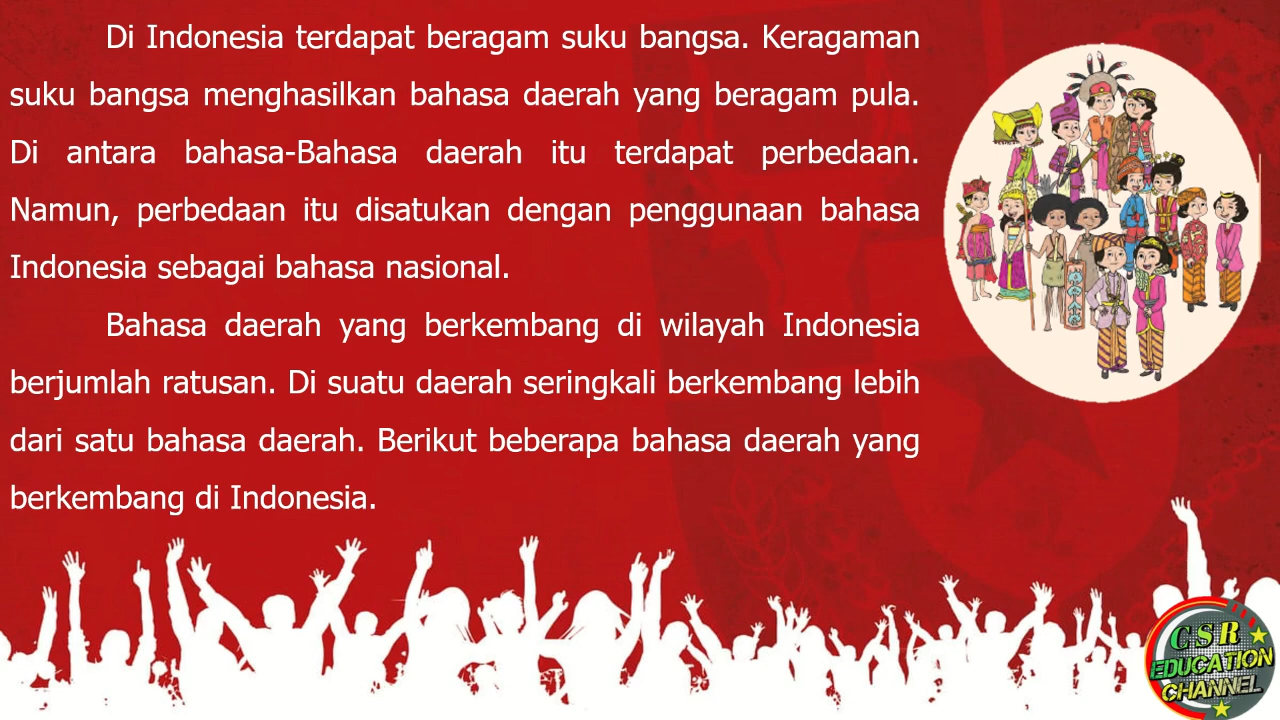 Di Indonesia terdapat beragam suku bangsa. Keragaman
suku bangsa menghasilkan bahasa daerah yang beragam pula.
Di antara bahasa-Bahasa daerah itu terdapat perbedaan.
Namun, perbedaan itu disatukan dengan penggunaan bahasa
Indonesia sebagai bahasa nasional.
Bahasa daerah yang berkembang di wilayah Indonesia
berjumlah ratusan. Di suatu daerah seringkali berkembang lebih
dari satu bahasa daerah. Berikut beberapa bahasa daerah yang
berkembang di Indonesia.
CSR
EDUCATION
CHANNEL